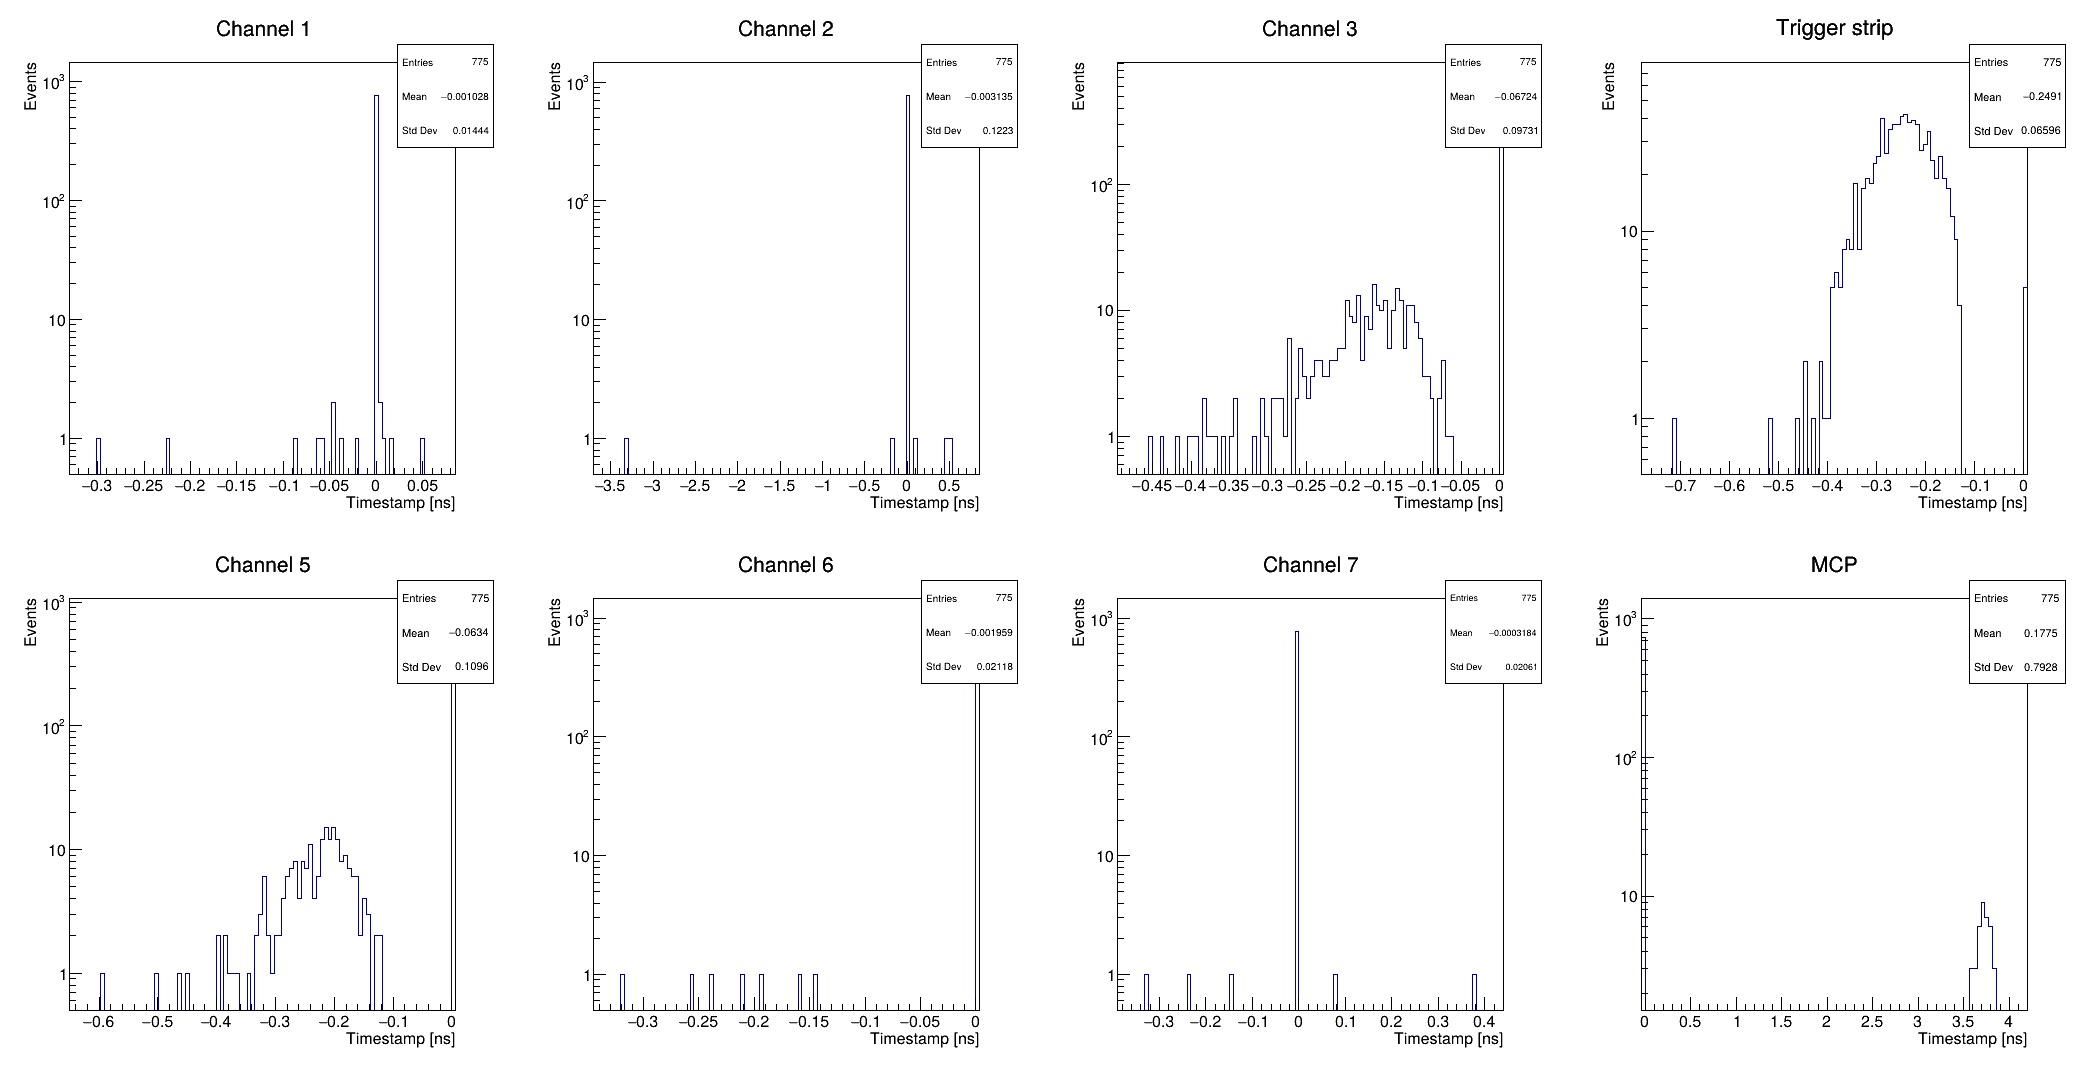 Channel 1
Events
Entries 775
Mean −0.001028
Std Dev 0.01444
10³
10²
10
1
−0.3 −0.25 −0.2 −0.15 −0.1 −0.05 0 0.05
Timestamp [ns]
Channel 2
Events
Entries 775
Mean −0.003135
Std Dev 0.1223
10³
10²
10
1
−3.5 −3 −2.5 −2 −1.5 −1 −0.5 0 0.5
Timestamp [ns]
Channel 3
Events
Entries 775
Mean −0.06724
Std Dev 0.09731
10²
10
1
−0.45 −0.4 −0.35 −0.3 −0.25 −0.2 −0.15 −0.1 −0.05 0
Timestamp [ns]
Trigger strip
Events
Entries 775
Mean −0.2491
Std Dev 0.06596
10
1
−0.7 −0.6 −0.5 −0.4 −0.3 −0.2 −0.1 0
Timestamp [ns]
Channel 5
Events
Entries 775
Mean −0.0634
Std Dev 0.1096
10³
10²
10
1
−0.6 −0.5 −0.4 −0.3 −0.2 −0.1 0
Timestamp [ns]
Channel 6
Events
Entries 775
Mean −0.001959
Std Dev 0.02118
10³
10²
10
1
−0.3 −0.25 −0.2 −0.15 −0.1 −0.05 0
Timestamp [ns]
Channel 7
Events
Entries 775
Mean −0.0003184
Std Dev 0.02061
10³
10²
10
1
−0.3 −0.2 −0.1 0 0.1 0.2 0.3 0.4
Timestamp [ns]
MCP
Events
Entries 775
Mean 0.1775
Std Dev 0.7928
10³
10²
10
0 0.5 1 1.5 2 2.5 3 3.5 4
Timestamp [ns]